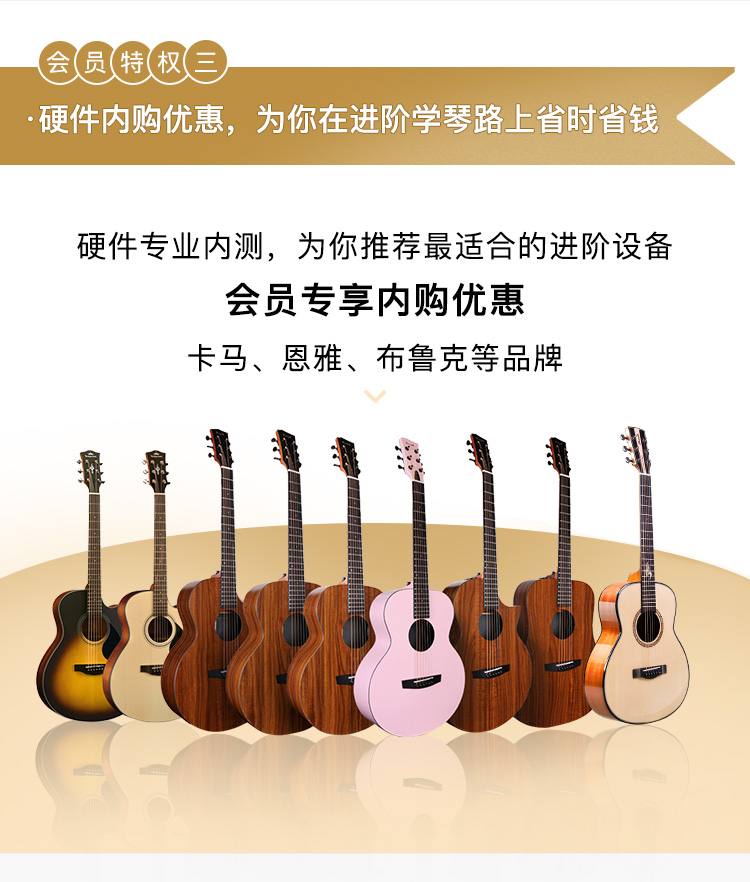 会员特权三
·硬件内购优惠，为你在进阶学琴路上省时省钱
硬件专业内测，为你推荐最适合的进阶设备
会员专享内购优惠
卡马、恩雅、布鲁克等品牌